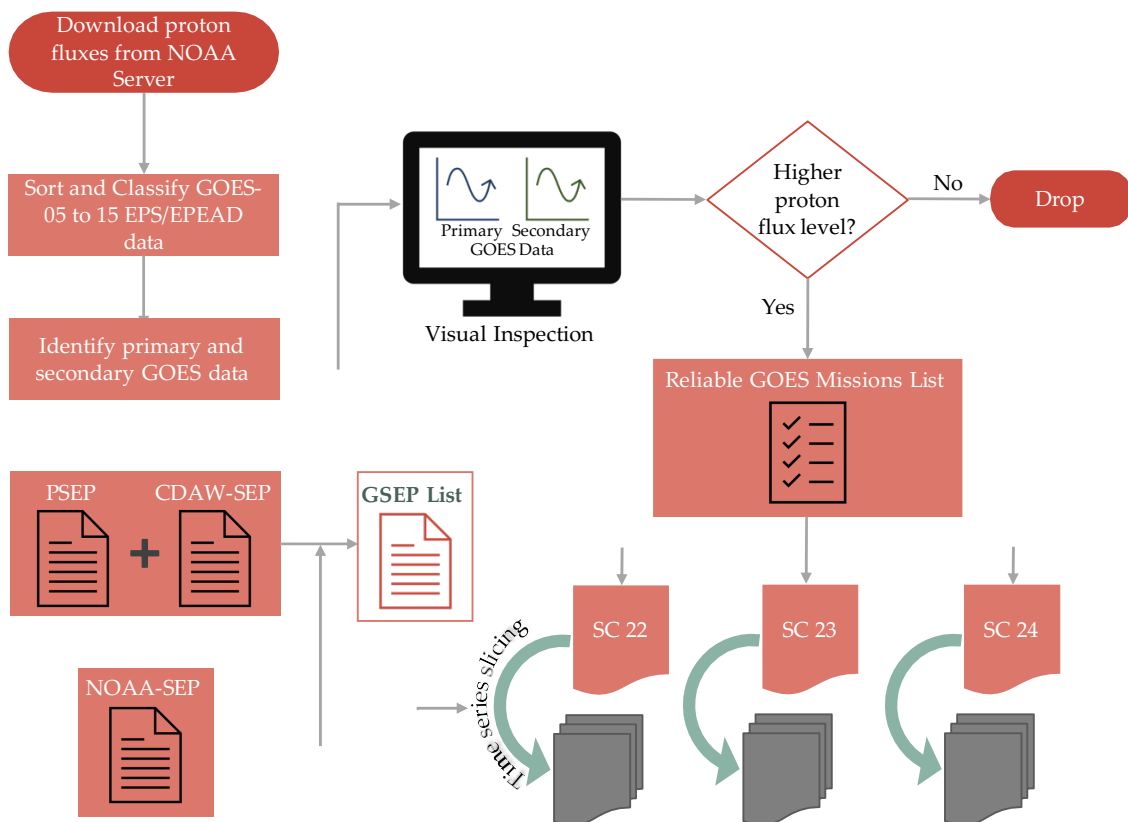 Download proton
fluxes from NOAA
Server
Sort and Classify GOES-
05 to 15 EPS/EPEAD
data
Identify primary and
secondary GOES data
Primary Secondary
GOES Data
Visual Inspection
Higher
proton
flux level?
No
Drop
Yes
Reliable GOES Missions List
PSEP
CDAW-SEP
GSEP List
NOAA-SEP
Time series slicing
SC 22
SC 23
SC 24